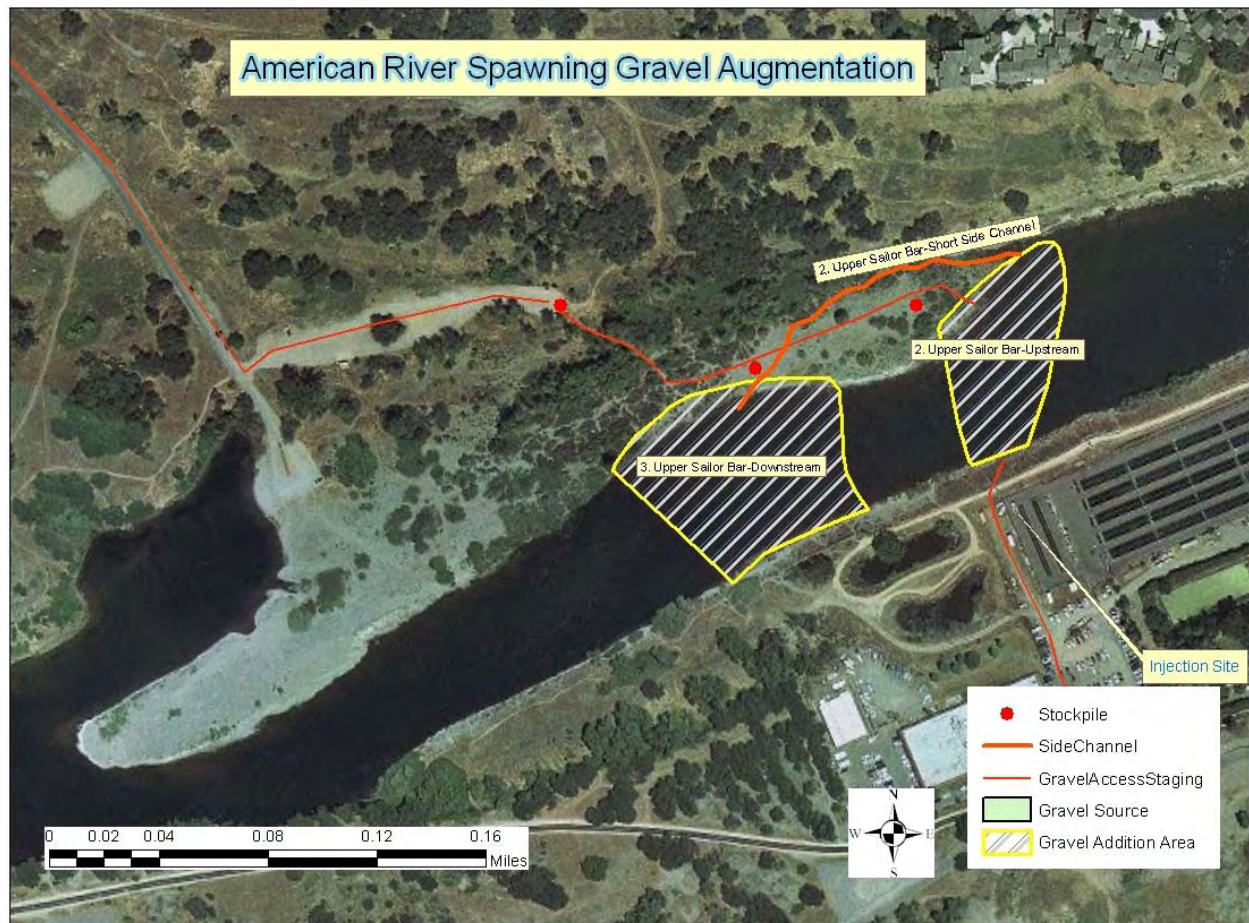 American River Spawning Gravel Augmentation
2. Upper Sailor Bar-Short Side Channel
2. Upper Sailor Bar-Upstream
3. Upper Sailor Bar-Downstream
Injection Site
Stockpile
SideChannel
GravelAccessStaging
Gravel Source
Gravel Addition Area
0 0.02 0.04 0.08 0.12 0.16
Miles
N
W E
S